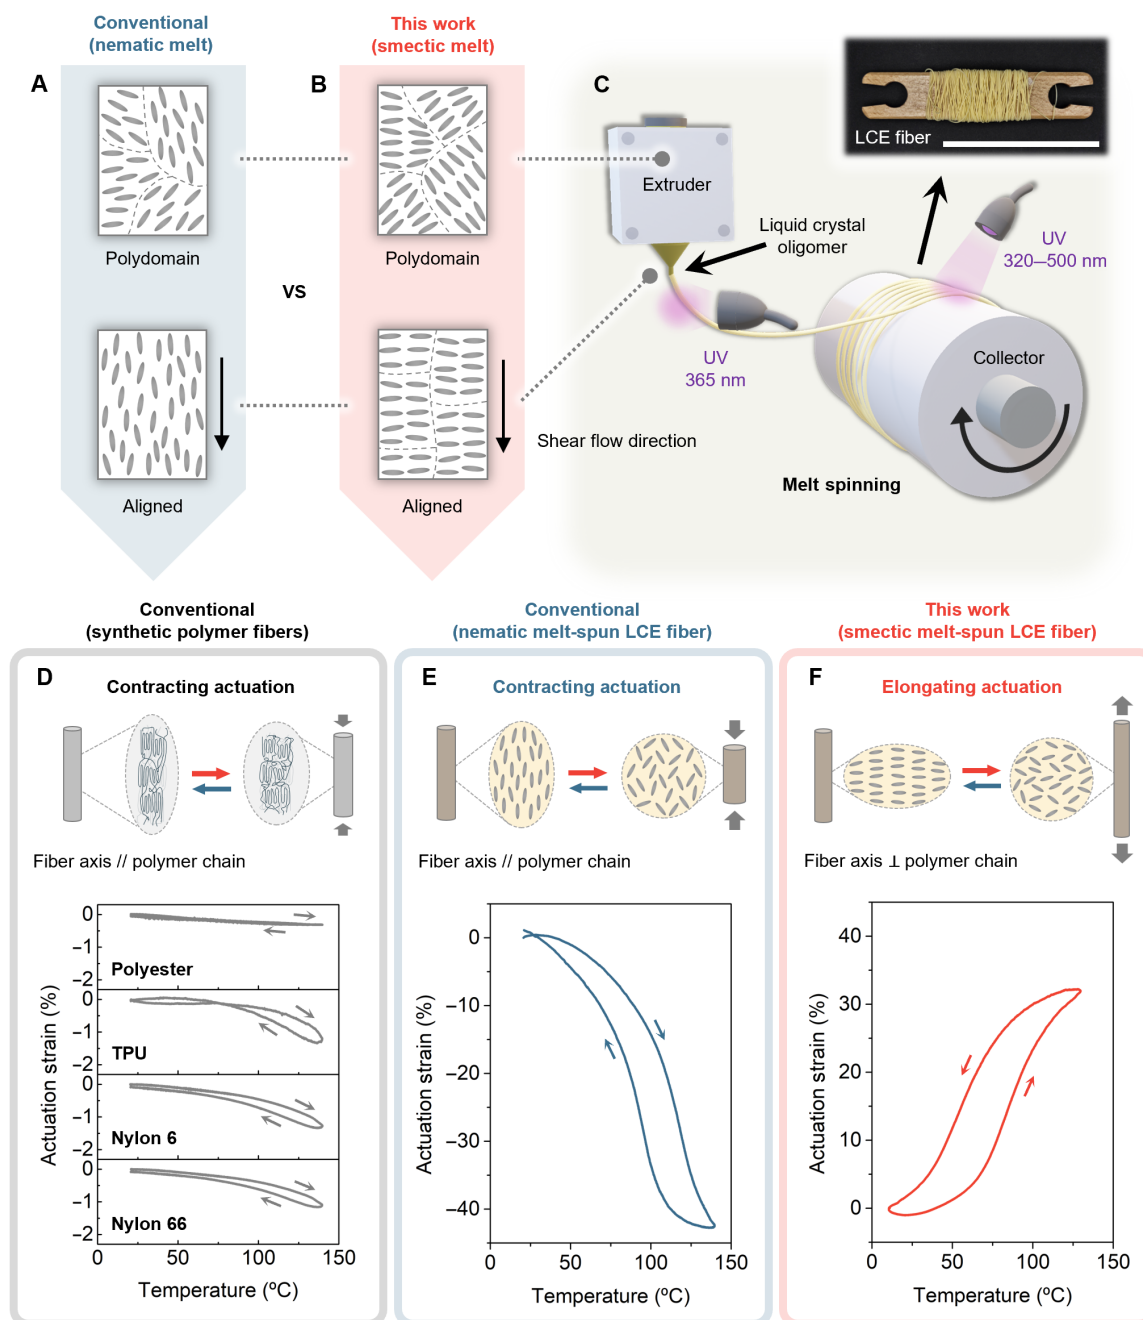 Conventional
(nematic melt)
This work
(smectic melt)
A
B
C
LCE fiber
Extruder
Liquid crystal
oligomer
UV
320–500 nm
Polydomain
Polydomain
VS
UV
365 nm
Collector
Shear flow direction
Melt spinning
Aligned
Aligned
Conventional
(synthetic polymer fibers)
Conventional
(nematic melt-spun LCE fiber)
This work
(smectic melt-spun LCE fiber)
D
Contracting actuation
Fiber axis // polymer chain
0
−1
−2
Polyester
0
−1
−2
TPU
0
−1
−2
Nylon 6
0
−1
−2
Nylon 66
0
50
100
150
Actuation strain (%)
Temperature (ºC)
E
Contracting actuation
Fiber axis // polymer chain
0
−10
−20
−30
−40
0
50
100
150
Actuation strain (%)
Temperature (ºC)
F
Elongating actuation
Fiber axis ⊥ polymer chain
40
30
20
10
0
0
50
100
150
Actuation strain (%)
Temperature (ºC)